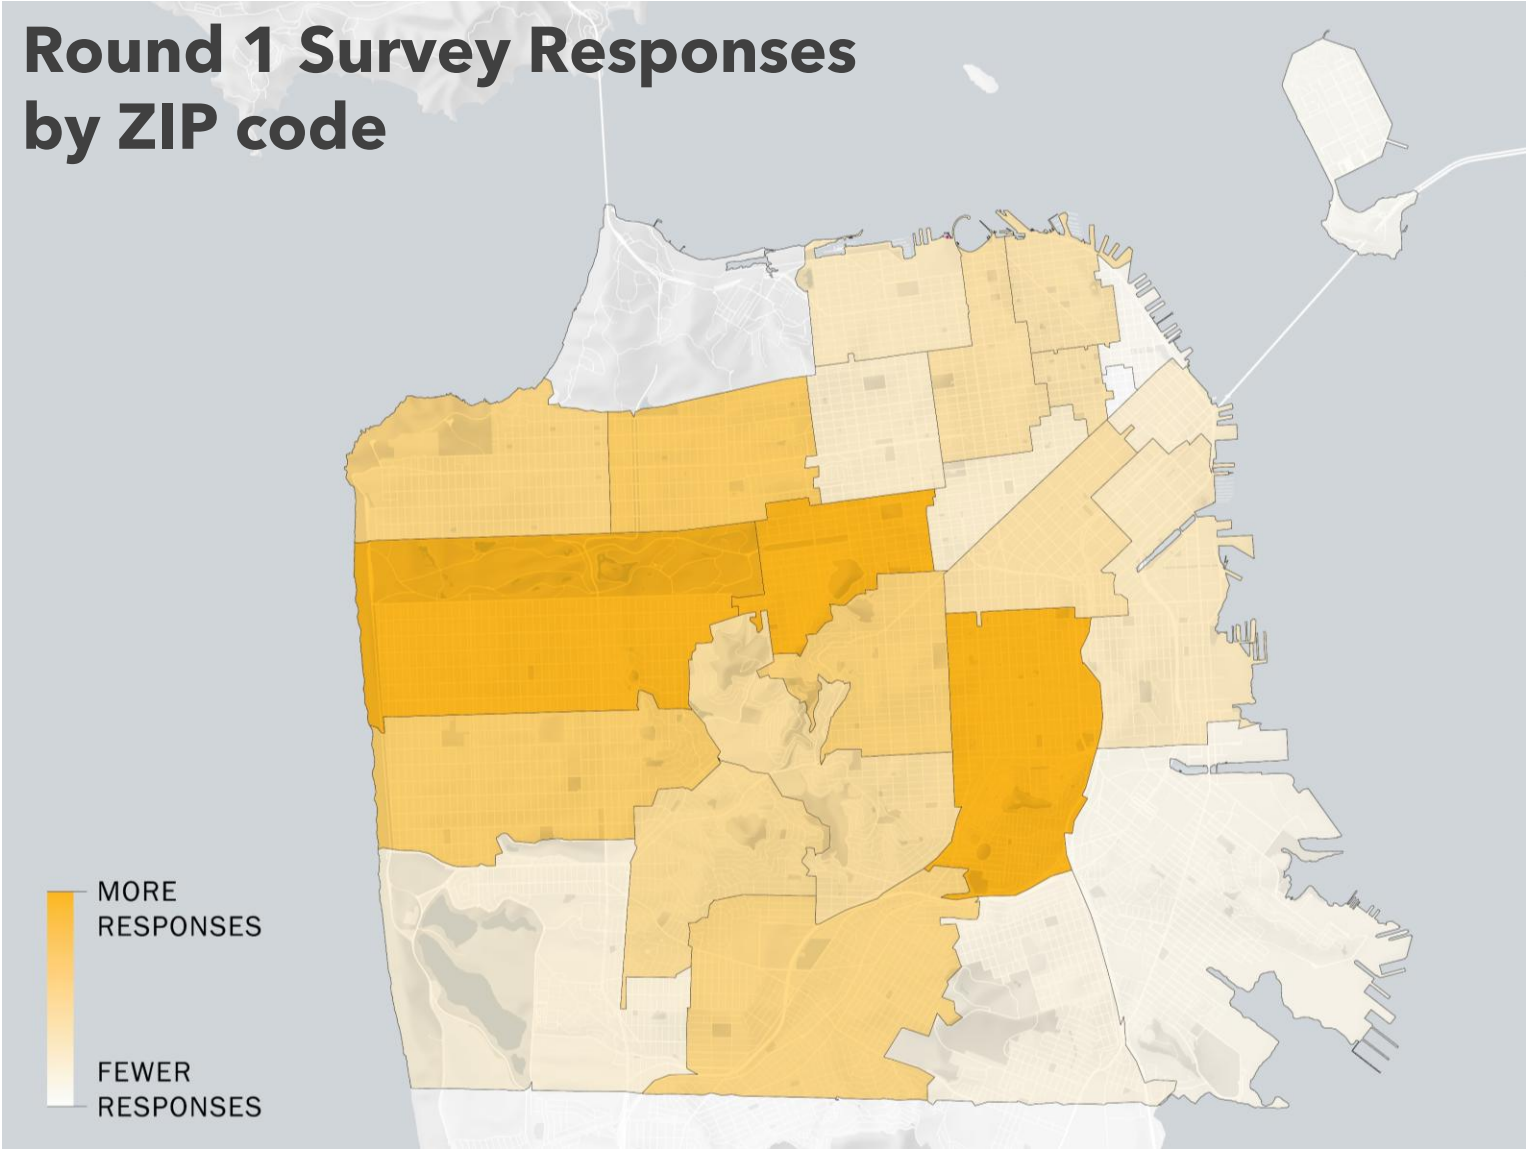 Round 1 Survey Responses
by ZIP code
MORE
RESPONSES
FEWER
RESPONSES